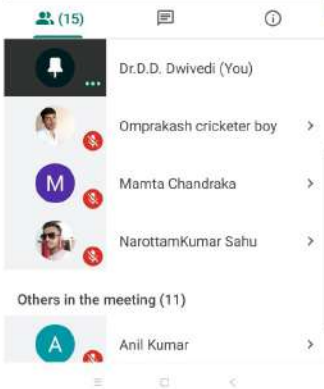 (15)
Dr.D.D. Dwivedi (You)
Omprakash cricketer boy
M
Mamta Chandraka
NarottamKumar Sahu
Others in the meeting (11)
A
Anil Kumar